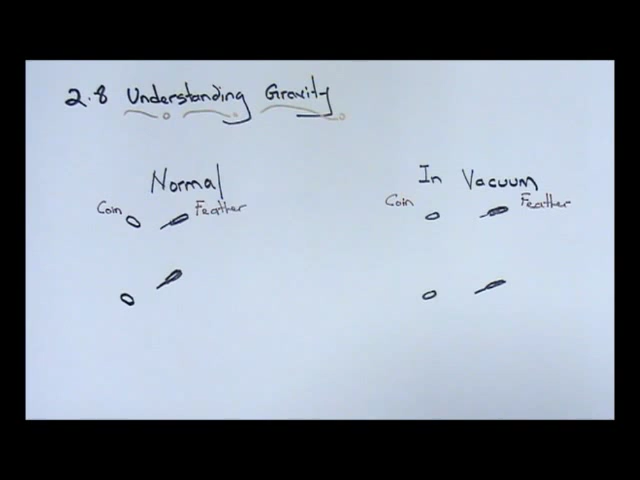 2.8 Understanding Gravity
Normal
Coin Feather
In Vacuum
Coin Feather